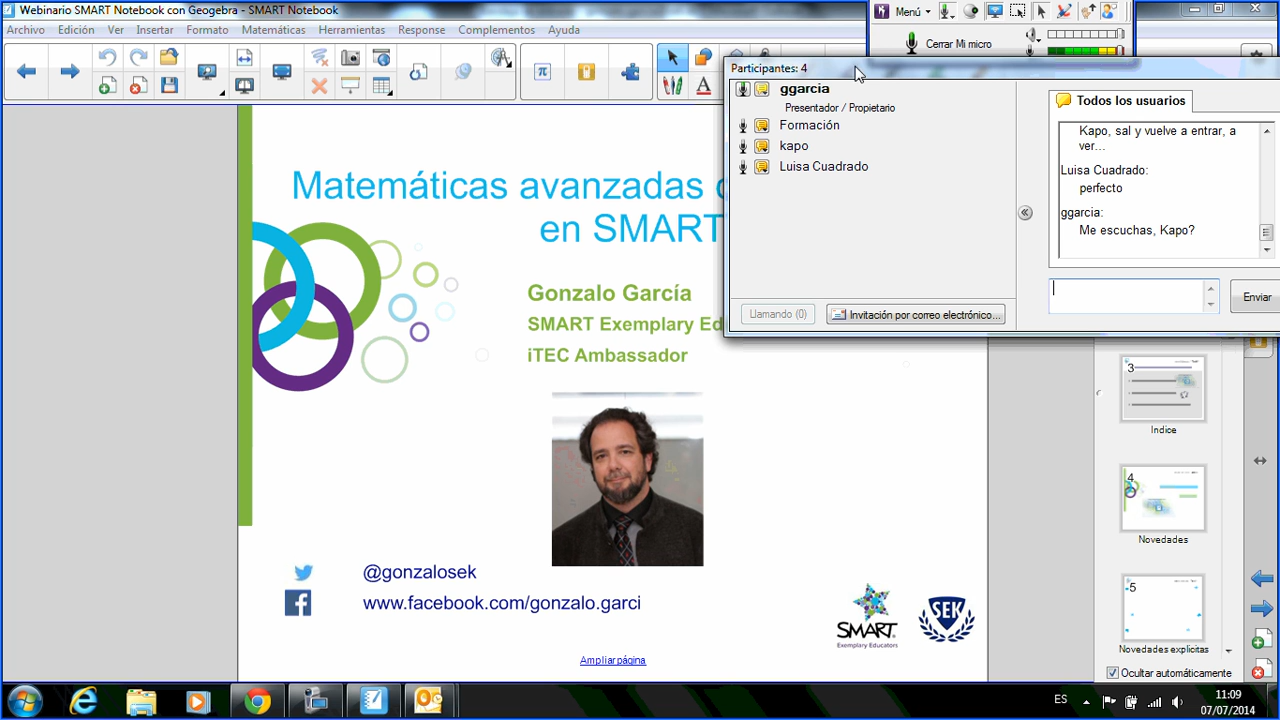 Webinario SMART Notebook con Geogebra - SMART Notebook
Archivo Edición Ver Insertar Formato Matemáticas Herramientas Response Complementos Ayuda
Menú
Cerrar Mi micro
Participantes: 4
ggarcia
Presentador / Propietario
Formación
kapo
Luisa Cuadrado
Llamando (0)
Invitación por correo electrónico...
Todos los usuarios
Kapo, sal y vuelve a entrar, a
ver...
Luisa Cuadrado:
perfecto
ggarcia:
Me escuchas, Kapo?
Enviar
Matemáticas avanzadas
en SMART
Gonzalo García
SMART Exemplary
iTEC Ambassador
@gonzalosek
www.facebook.com/gonzalo.garci
SMART
Exemplary Educators
SEK
Ampliar página
3
Indice
4
Novedades
5
Novedades explicitas
Ocultar automáticamente
ES
11:09
07/07/2014